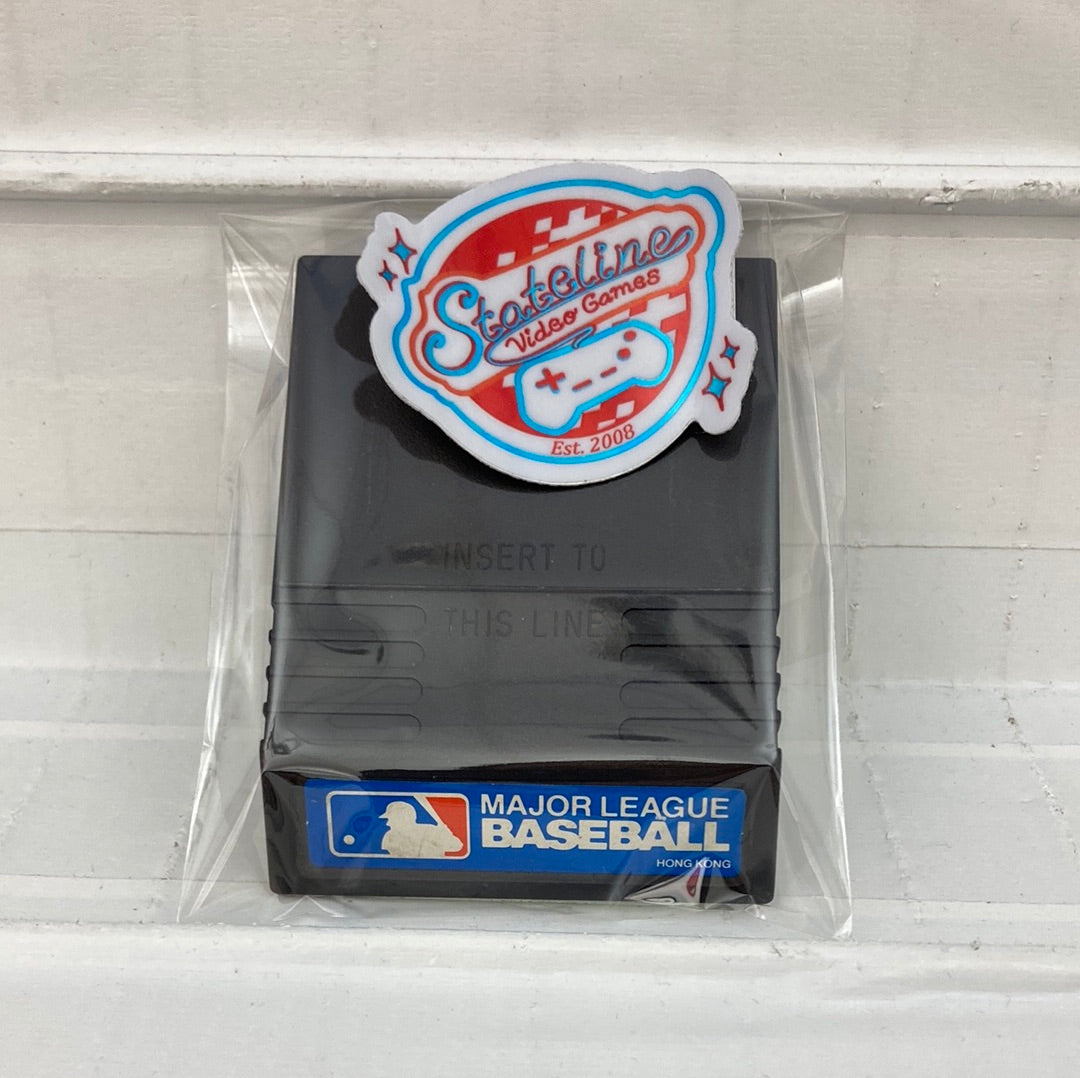 Stateline
Video Games
Est. 2008
INSERT TO
THIS LINE
MAJOR LEAGUE
BASEBALL
HONG KONG